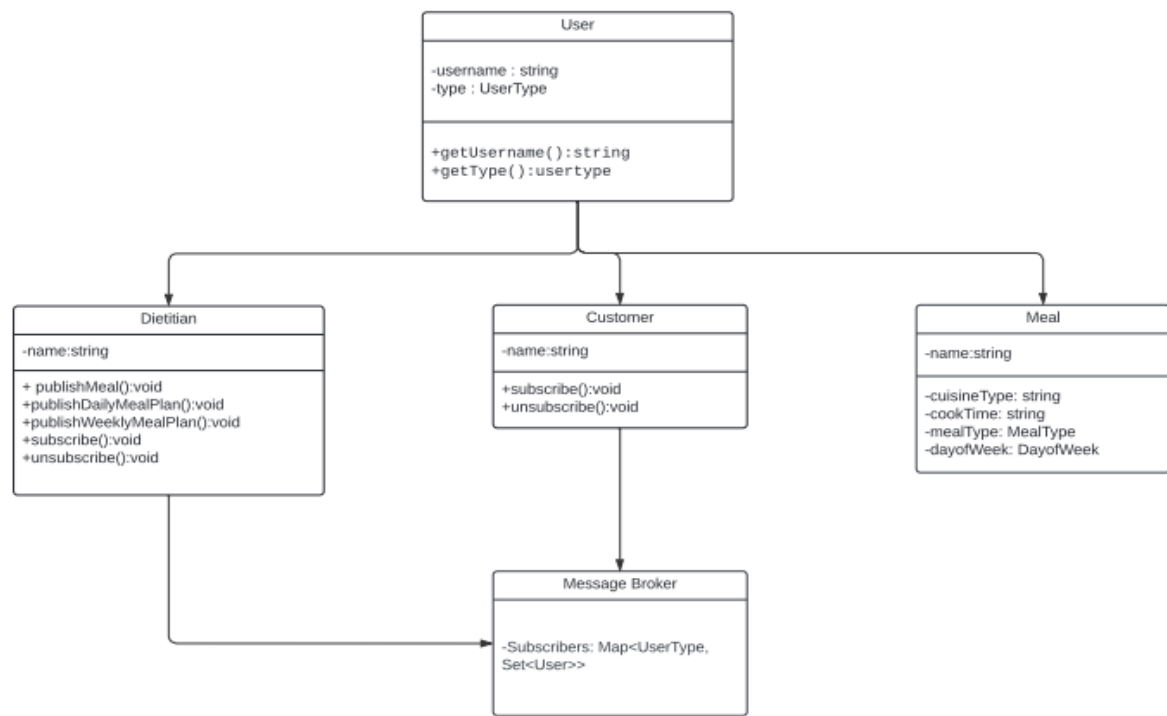 User
-username : string
-type : UserType
+getUsername():string
+getType():usertype
Dietitian
-name:string
+ publishMeal():void
+publishDailyMealPlan():void
+publishWeeklyMealPlan():void
+subscribe():void
+unsubscribe():void
Customer
-name:string
+subscribe():void
+unsubscribe():void
Meal
-name:string
-cuisineType: string
-cookTime: string
-mealType: MealType
-dayofWeek: DayofWeek
Message Broker
-Subscribers: Map<UserType,
Set<User>>